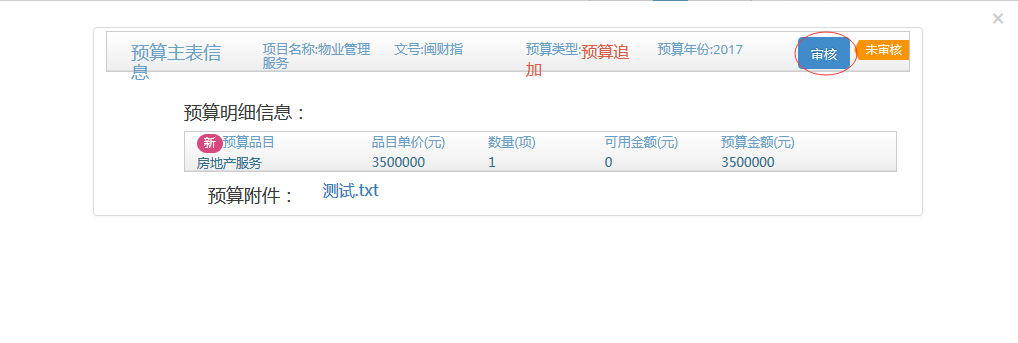 ×
预算主表信息 项目名称:物业管理服务 文号:闽财指 预算类型:预算追加 预算年份:2017 审核 未审核
预算明细信息：
新 预算品目 品目单价(元) 数量(项) 可用金额(元) 预算金额(元)
房地产服务 3500000 1 0 3500000
预算附件： 测试.txt